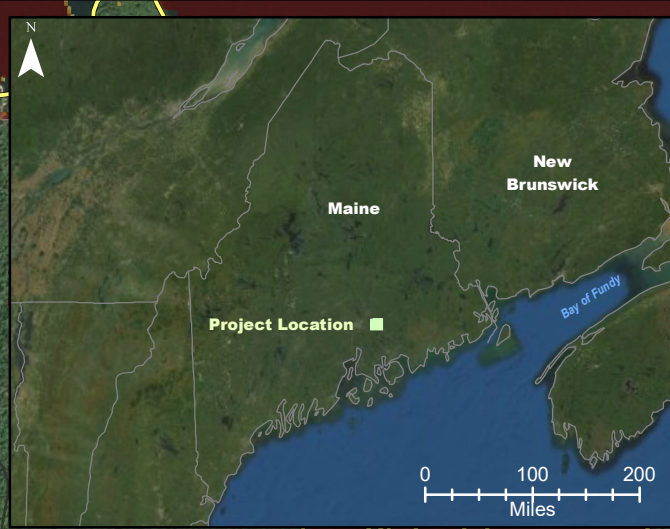 N
New
Brunswick
Maine
Bay of Fundy
Project Location
0 100 200
Miles